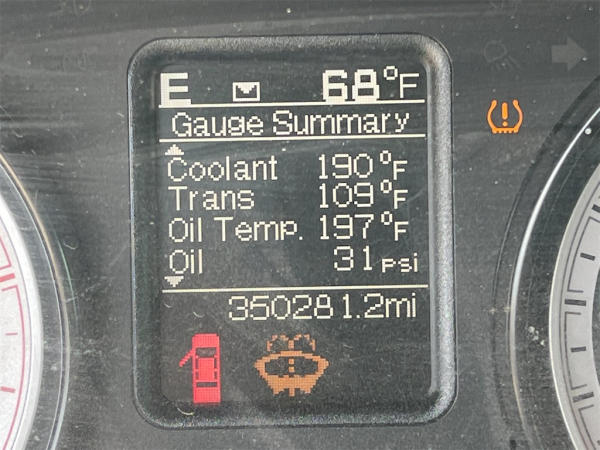 E 68°F
Gauge Summary
Coolant 190°F
Trans 109°F
Oil Temp. 197°F
Oil 31 psi
350281.2mi